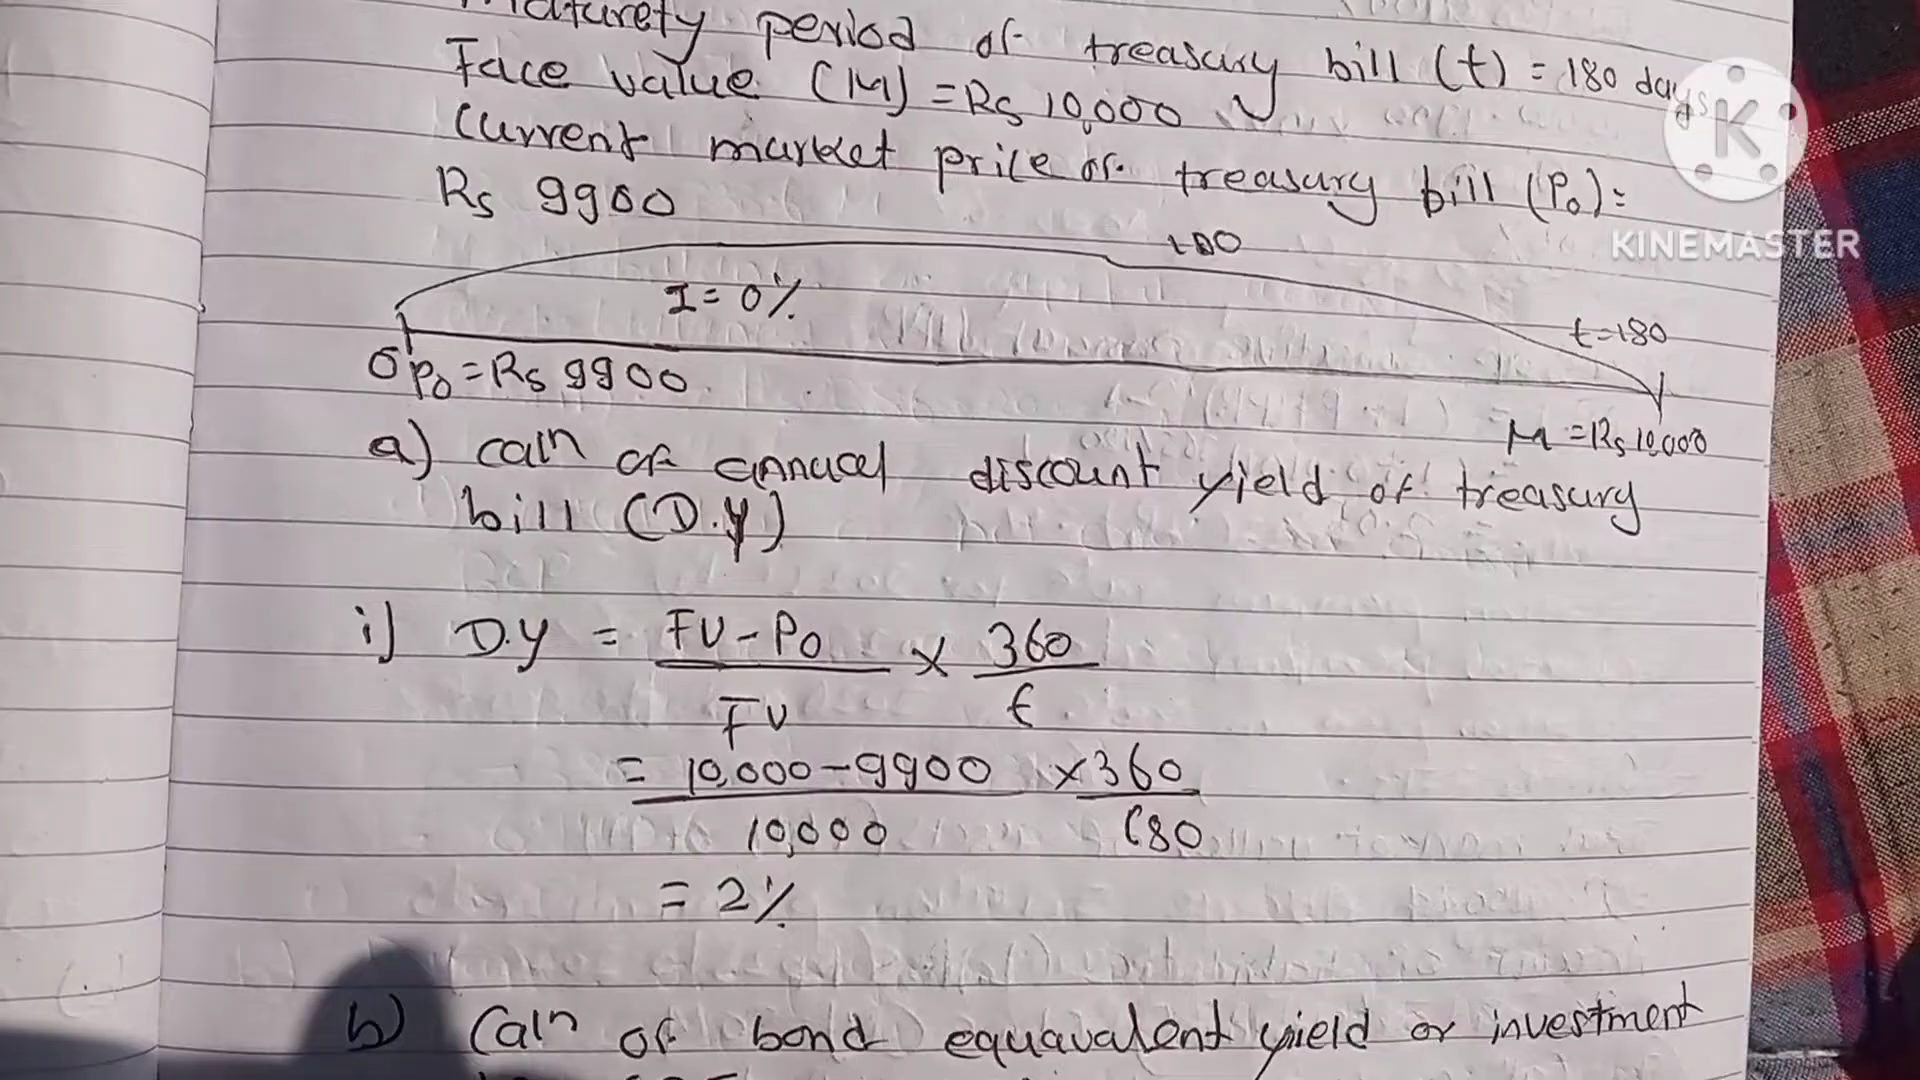 Maturety period of treasury bill (t) = 180 days
Face value (M) = Rs 10,000
Current market price of treasury bill (P0) =
Rs 9900
KINEMASTER
180
I = 0%
t=180
0 P0 = Rs 9900
M = Rs 10,000
a) caln of annual discount yield of treasury
bill (D.Y)
i) D.Y = FV - P0 / FV × 360 / t
= 10,000 - 9900 / 10,000 × 360 / 180
= 2%
b) Caln of bond equavalent yield or investment